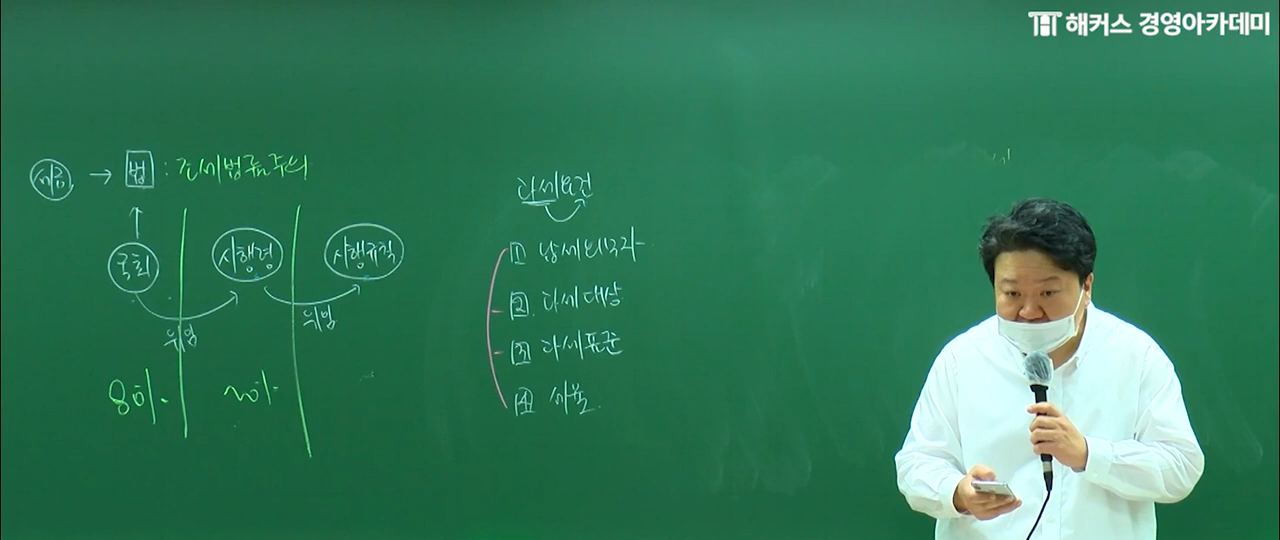 해커스 경영아카데미
세금 → 법 : 조세법률주의
국회 시행령 시행규칙
위임 위임
80% 20%
과세요건
1 납세의무자
2. 과세대상
3 과세표준
4 세율.